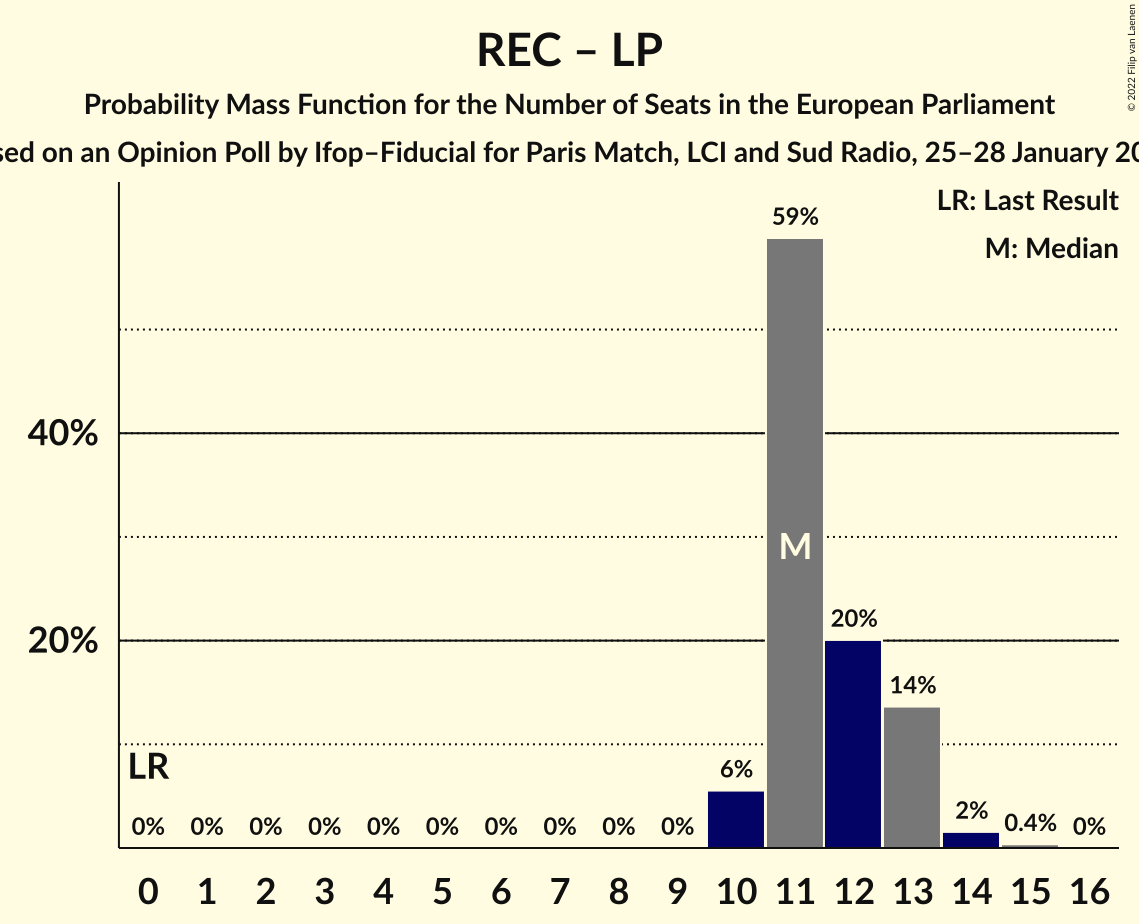 REC – LP
Probability Mass Function for the Number of Seats in the European Parliament
on an Opinion Poll by Ifop–Fiducial for Paris Match, LCI and Sud Radio, 25–28 January
© 2022 Filip van Laenen
LR: Last Result
M: Median
59%
40%
M
20%
20%
14%
LR
6%
2%
0.4%
0% 0% 0% 0% 0% 0% 0% 0% 0% 0% 0%
0 1 2 3 4 5 6 7 8 9 10 11 12 13 14 15 16